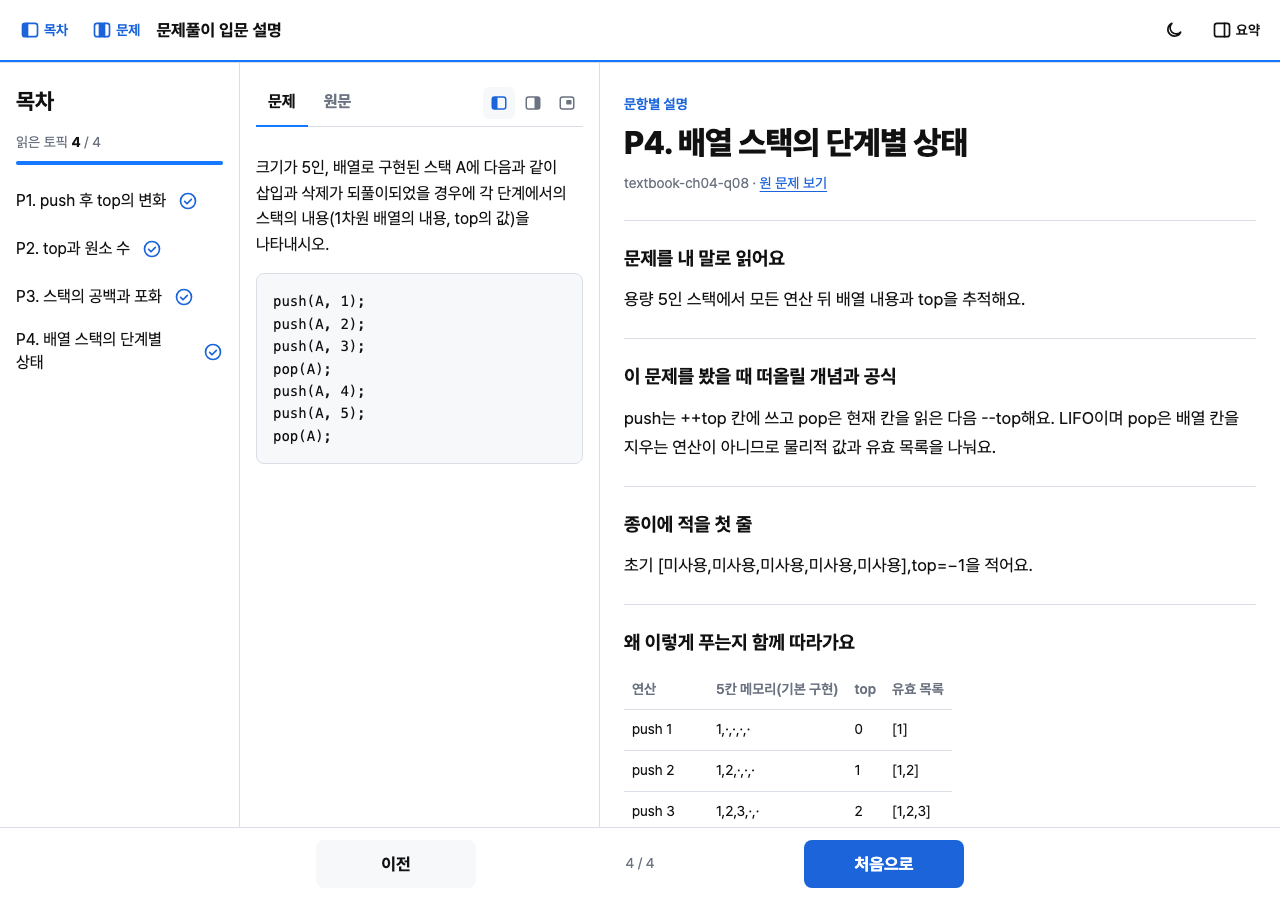 목차
문제
문제풀이 입문 설명
요약
목차
읽은 토픽 4 / 4
P1. push 후 top의 변화
P2. top과 원소 수
P3. 스택의 공백과 포화
P4. 배열 스택의 단계별
상태
문제
원문
크기가 5인, 배열로 구현된 스택 A에 다음과 같이
삽입과 삭제가 되풀이되었을 경우에 각 단계에서의
스택의 내용(1차원 배열의 내용, top의 값)을
나타내시오.
push(A, 1);
push(A, 2);
push(A, 3);
pop(A);
push(A, 4);
push(A, 5);
pop(A);
문항별 설명
P4. 배열 스택의 단계별 상태
textbook-ch04-q08 · 원 문제 보기
문제를 내 말로 읽어요
용량 5인 스택에서 모든 연산 뒤 배열 내용과 top을 추적해요.
이 문제를 봤을 때 떠올릴 개념과 공식
push는 ++top 칸에 쓰고 pop은 현재 칸을 읽은 다음 --top해요. LIFO이며 pop은 배열 칸을
지우는 연산이 아니므로 물리적 값과 유효 목록을 나눠요.
종이에 적을 첫 줄
초기 [미사용,미사용,미사용,미사용,미사용],top=−1을 적어요.
왜 이렇게 푸는지 함께 따라가요
연산 5칸 메모리(기본 구현) top 유효 목록
push 1 1,·,·,·,· 0 [1]
push 2 1,2,·,·,· 1 [1,2]
push 3 1,2,3,·,· 2 [1,2,3]
이전
4 / 4
처음으로